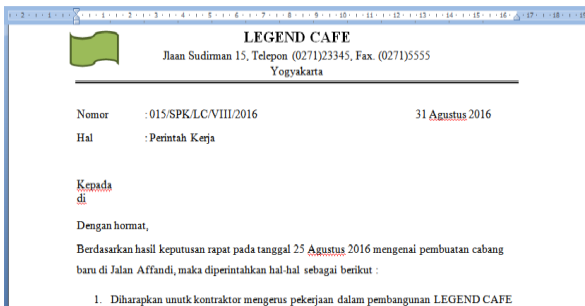 LEGEND CAFE
Jlaan Sudirman 15, Telepon (0271)23345, Fax. (0271)5555
Yogyakarta
Nomor : 015/SPK/LC/VIII/2016 31 Agustus 2016
Hal : Perintah Kerja
Kepada
di
Dengan hormat,
Berdasarkan hasil keputusan rapat pada tanggal 25 Agustus 2016 mengenai pembuatan cabang
baru di Jalan Affandi, maka diperintahkan hal-hal sebagai berikut :
1. Diharapkan unutk kontraktor mengerus pekerjaan dalam pembangunan LEGEND CAFE